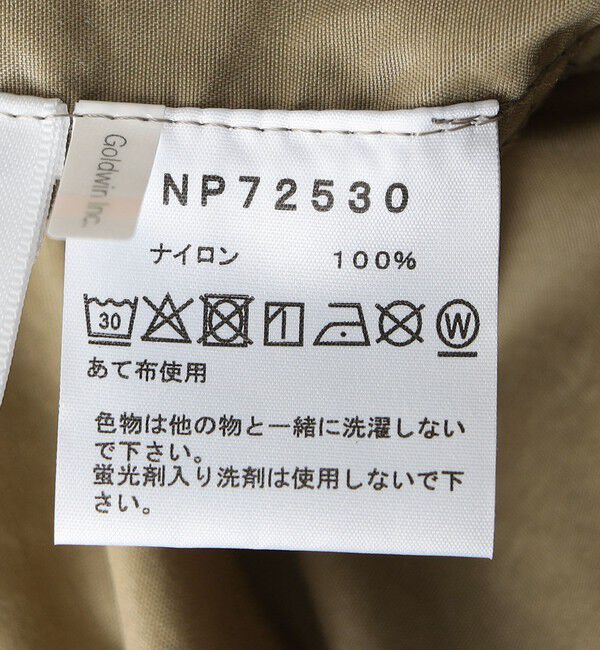 Goldwin Inc.
NP72530
ナイロン 100%
30
W
あて布使用
色物は他の物と一緒に洗濯しない
で下さい。
蛍光剤入り洗剤は使用しないで下
さい。